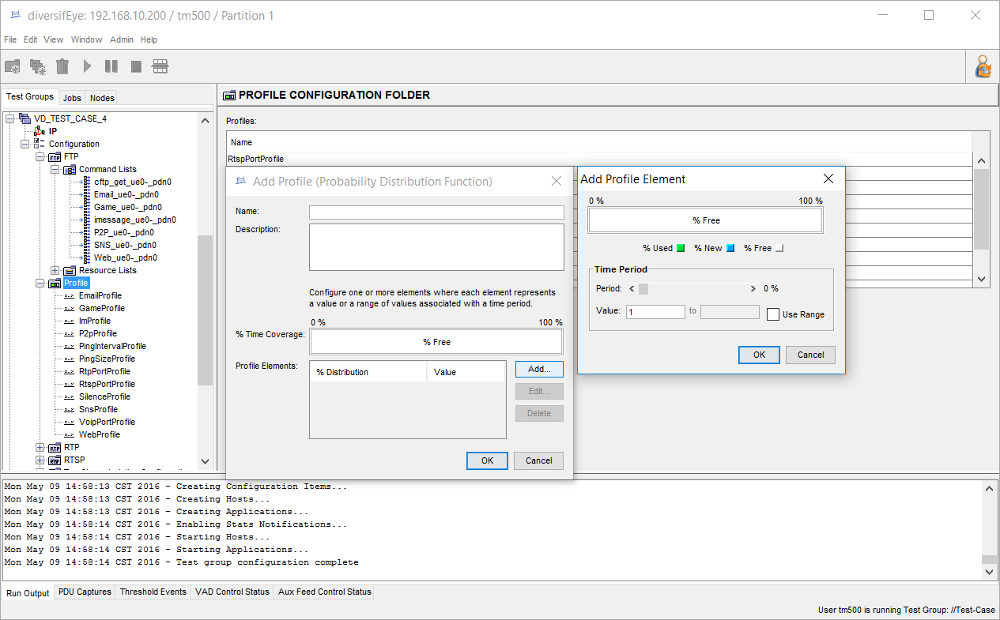 diversifEye: 192.168.10.200 / tm500 / Partition 1
File Edit View Window Admin Help
Test Groups Jobs Nodes
VD_TEST_CASE_4
IP
Configuration
FTP
Command Lists
cftp_get_ue0-_pdn0
Email_ue0-_pdn0
Game_ue0-_pdn0
imessage_ue0-_pdn0
P2P_ue0-_pdn0
SNS_ue0-_pdn0
Web_ue0-_pdn0
Resource Lists
Profile
EmailProfile
GameProfile
ImProfile
P2pProfile
PingIntervalProfile
PingSizeProfile
RtpPortProfile
RtspPortProfile
SilenceProfile
SnsProfile
VoipPortProfile
WebProfile
RTP
RTSP
PROFILE CONFIGURATION FOLDER
Profiles:
Name
RtspPortProfile
Add Profile (Probability Distribution Function)
Name:
Description:
Configure one or more elements where each element represents
a value or a range of values associated with a time period.
0 % 100 %
% Time Coverage: % Free
Profile Elements: % Distribution Value Add...
Edit...
Delete
OK Cancel
Add Profile Element
0 % 100 %
% Free
% Used % New % Free
Time Period
Period: 0 %
Value: 1 to Use Range
OK Cancel
Mon May 09 14:58:13 CST 2016 - Creating Configuration Items...
Mon May 09 14:58:13 CST 2016 - Creating Hosts...
Mon May 09 14:58:13 CST 2016 - Creating Applications...
Mon May 09 14:58:14 CST 2016 - Enabling Stats Notifications...
Mon May 09 14:58:14 CST 2016 - Starting Hosts...
Mon May 09 14:58:14 CST 2016 - Starting Applications...
Mon May 09 14:58:14 CST 2016 - Test group configuration complete
Run Output PDU Captures Threshold Events VAD Control Status Aux Feed Control Status
User tm500 is running Test Group: //Test-Case